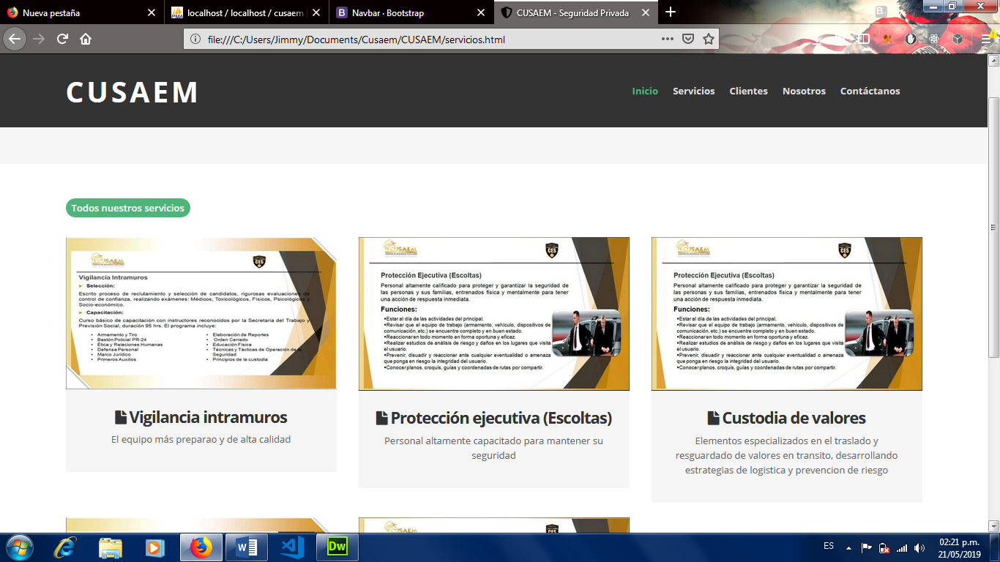 Nueva pestaña
localhost / localhost / cusaem
Navbar · Bootstrap
CUSAEM - Seguridad Privada
file:///C:/Users/Jimmy/Documents/Cusaem/CUSAEM/servicios.html
CUSAEM
Inicio Servicios Clientes Nosotros Contáctanos
Todos nuestros servicios
CUSAEM
CES
Vigilancia Intramuros
► Selección:
Escrito proceso de reclutamiento y selección de candidatos, rigurosas evaluaciones de
control de confianza, realizando exámenes: Médicos, Toxicológicos, Físicos, Psicológicos y
Socio-económico.
► Capacitación:
Curso básico de capacitación con instructores reconocidos por la Secretaria del Trabajo y
Previsión Social, duración 95 hrs. El programa incluye:
• Armamento y Tiro
• Bastón Policial PR-24
• Ética y Relaciones Humanas
• Defensa Personal
• Marco Jurídico
• Primeros Auxilios
• Elaboración de Reportes
• Orden Cerrado
• Educación Física
• Técnicas y Tácticas de Operación de la
Seguridad
• Principios de la custodia
Vigilancia intramuros
El equipo más preparao y de alta calidad
CUSAEM
CES
Protección Ejecutiva (Escoltas)
Personal altamente calificado para proteger y garantizar la seguridad de
las personas y sus familias, entrenados física y mentalmente para tener
una acción de respuesta inmediata.
Funciones:
•Estar al día de las actividades del principal.
•Revisar que el equipo de trabajo (armamento, vehículo, dispositivos de
comunicación, etc.) se encuentre completo y en buen estado.
•Reaccionar en todo momento en forma oportuna y eficaz.
•Realizar estudios de análisis de riesgo y daños en los lugares que visita
el usuario.
•Prevenir, disuadir y reaccionar ante cualquier eventualidad o amenaza
que ponga en riesgo la integridad del usuario.
•Conocer planos, croquis, guías y coordenadas de rutas por compartir.
Protección ejecutiva (Escoltas)
Personal altamente capacitado para mantener su
seguridad
CUSAEM
CES
Protección Ejecutiva (Escoltas)
Personal altamente calificado para proteger y garantizar la seguridad de
las personas y sus familias, entrenados física y mentalmente para tener
una acción de respuesta inmediata.
Funciones:
•Estar al día de las actividades del principal.
•Revisar que el equipo de trabajo (armamento, vehículo, dispositivos de
comunicación, etc.) se encuentre completo y en buen estado.
•Reaccionar en todo momento en forma oportuna y eficaz.
•Realizar estudios de análisis de riesgo y daños en los lugares que visita
el usuario.
•Prevenir, disuadir y reaccionar ante cualquier eventualidad o amenaza
que ponga en riesgo la integridad del usuario.
•Conocer planos, croquis, guías y coordenadas de rutas por compartir.
Custodia de valores
Elementos especializados en el traslado y
resguardado de valores en transito, desarrollando
estrategias de logistica y prevencion de riesgo
ES
02:21 p.m.
21/05/2019